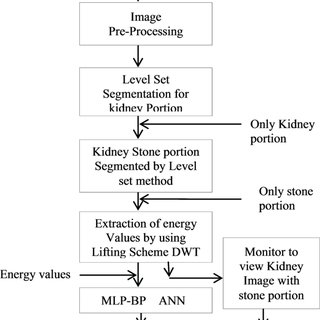 Image
Pre-Processing
Level Set
Segmentation for
kidney Portion
Only Kidney
portion
Kidney Stone portion
Segmented by Level
set method
Only stone
portion
Extraction of energy
Values by using
Lifting Scheme DWT
Monitor to
view Kidney
Image with
stone portion
Energy values
MLP-BP ANN